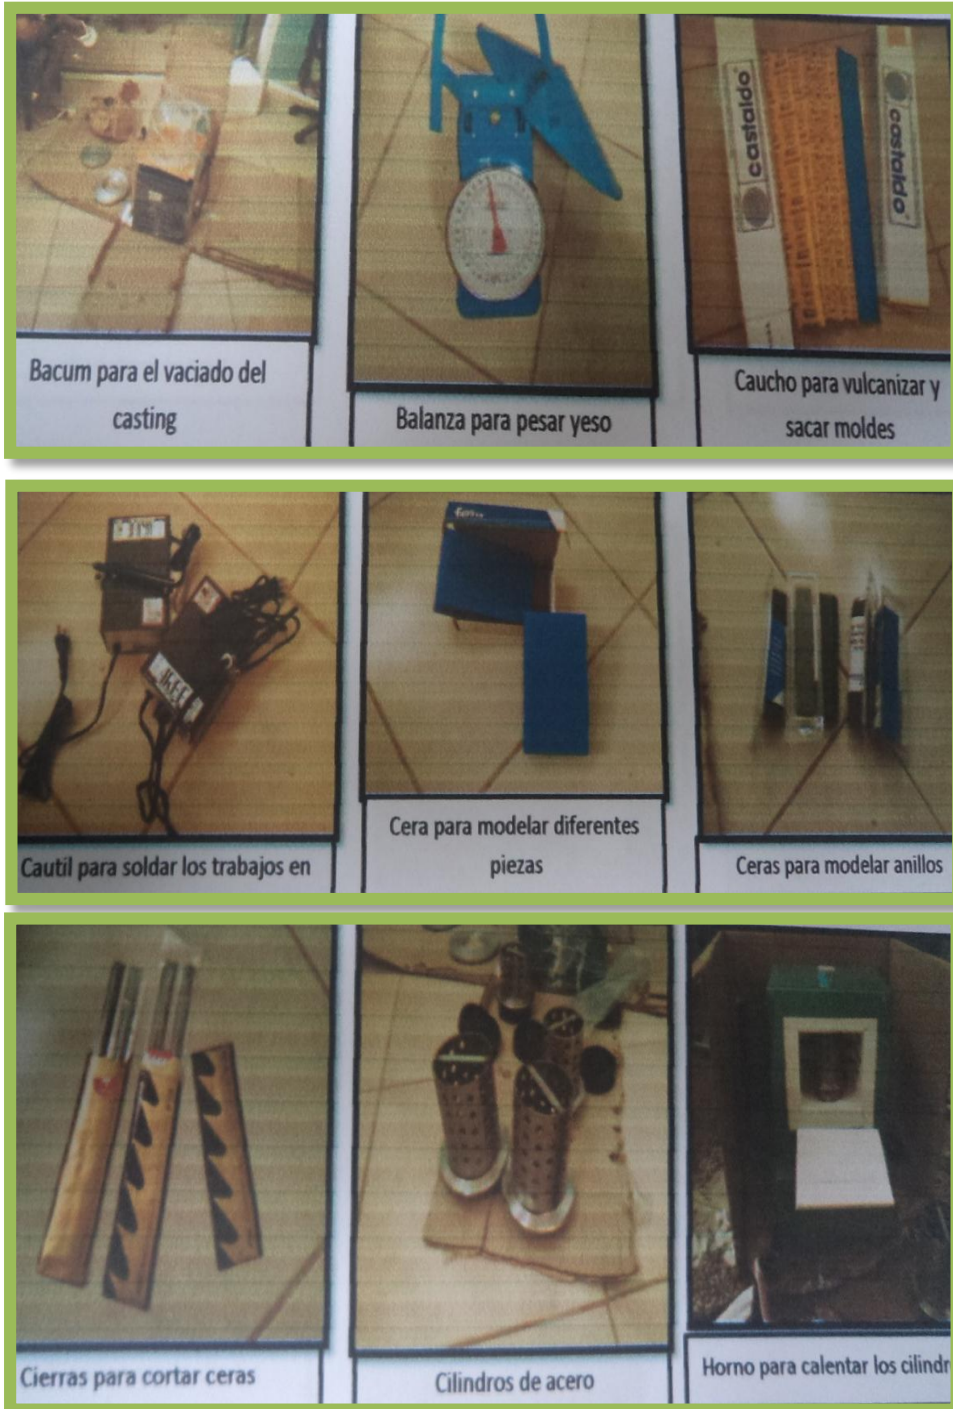 castaldo
castaldo
Bacum para el vaciado del
casting
Balanza para pesar yeso
Caucho para vulcanizar y
sacar moldes
Cautil para soldar los trabajos en
Cera para modelar diferentes
piezas
Ceras para modelar anillos
Cierras para cortar ceras
Cilindros de acero
Horno para calentar los cilindr